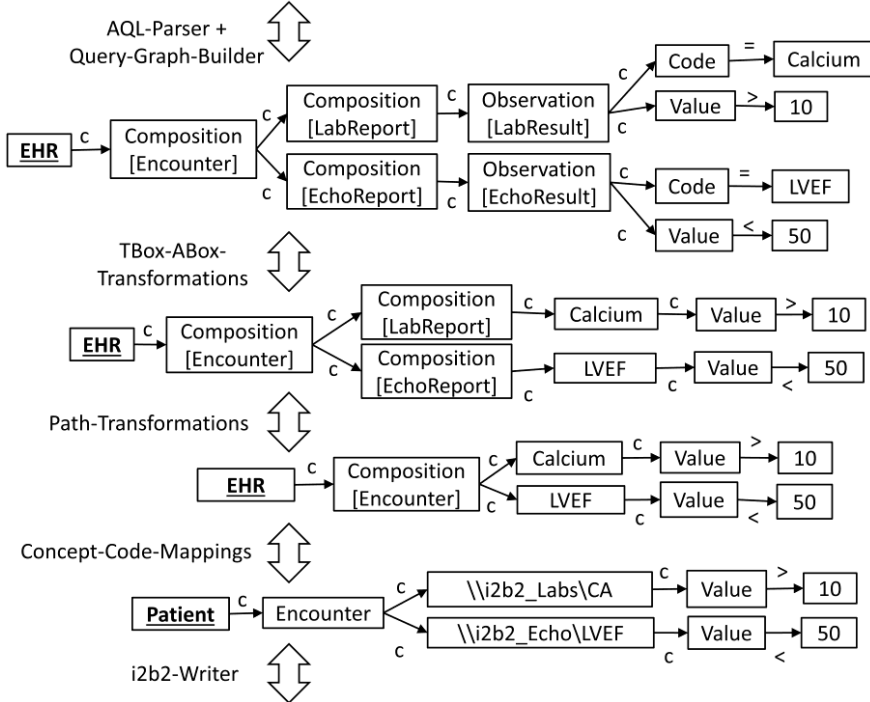 AQL-Parser +
Query-Graph-Builder
EHR
c
Composition
[Encounter]
c
c
Composition
[LabReport]
c
Observation
[LabResult]
c
c
Code
=
Calcium
Value
>
10
Composition
[EchoReport]
c
Observation
[EchoResult]
c
c
Code
=
LVEF
Value
<
50
TBox-ABox-
Transformations
EHR
c
Composition
[Encounter]
c
c
Composition
[LabReport]
c
Calcium
c
Value
>
10
Composition
[EchoReport]
c
LVEF
c
Value
<
50
Path-Transformations
EHR
c
Composition
[Encounter]
c
c
Calcium
c
Value
>
10
LVEF
c
Value
<
50
Concept-Code-Mappings
Patient
c
Encounter
c
c
\\i2b2_Labs\CA
c
Value
>
10
\\i2b2_Echo\LVEF
c
Value
<
50
i2b2-Writer